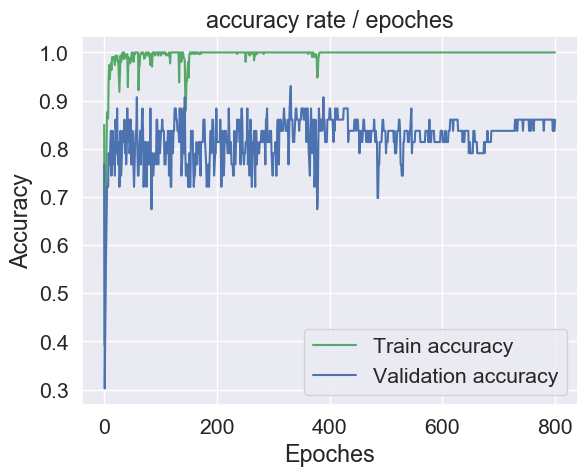 accuracy rate / epoches
1.0
0.9
0.8
0.7
0.6
0.5
0.4
0.3
Accuracy
Train accuracy
Validation accuracy
0 200 400 600 800
Epoches